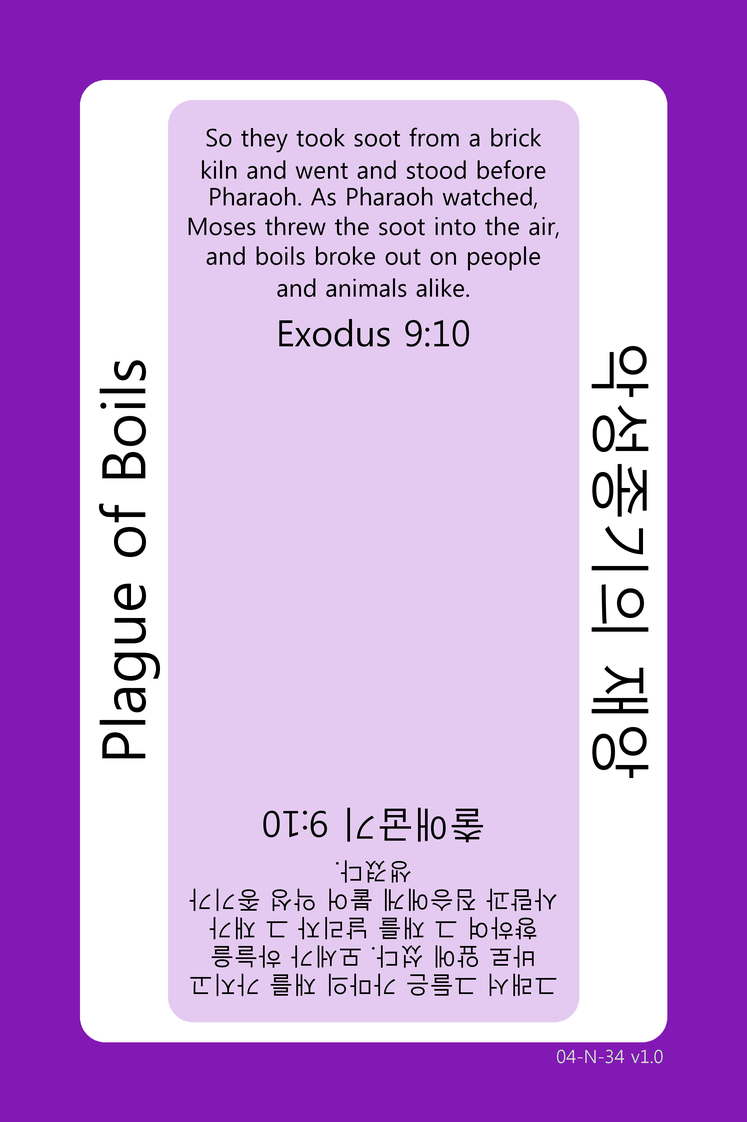 So they took soot from a brick
kiln and went and stood before
Pharaoh. As Pharaoh watched,
Moses threw the soot into the air,
and boils broke out on people
and animals alike.
Exodus 9:10
Plague of Boils
악성종기의 재앙
그래서 그들은 가마의 재를 가지고
바로 앞에 섰다. 모세가 하늘을
향하여 그 재를 날리자 그 재가
사람과 짐승에게 붙어 악성 종기가
생겼다.
출애굽기 9:10
04-N-34 v1.0